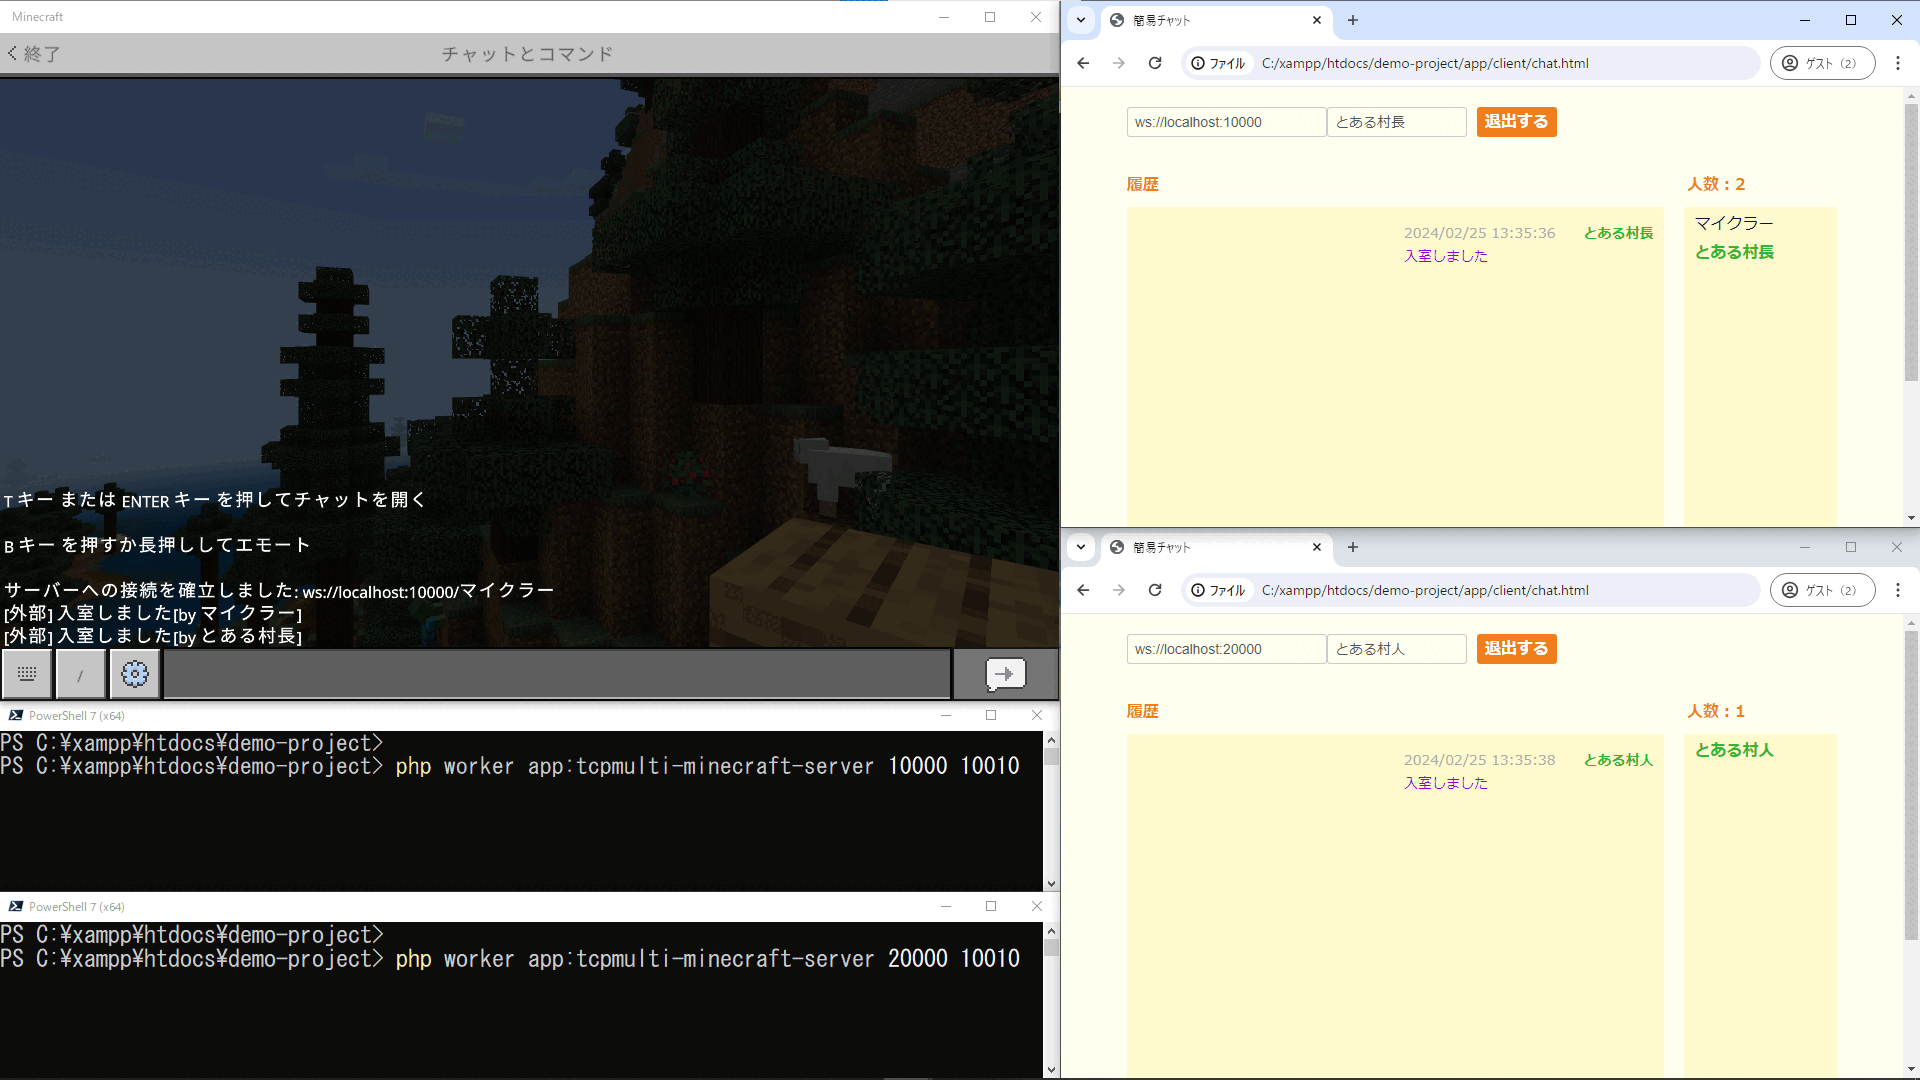 Minecraft
終了
チャットとコマンド
T キー または ENTER キー を押してチャットを開く
B キー を押すか長押ししてエモート
サーバーへの接続を確立しました: ws://localhost:10000/マイクラー
[外部] 入室しました[by マイクラー]
[外部] 入室しました[by とある村長]
/
PowerShell 7 (x64)
PS C:¥xampp¥htdocs¥demo-project>
PS C:¥xampp¥htdocs¥demo-project> php worker app:tcpmulti-minecraft-server 10000 10010
PowerShell 7 (x64)
PS C:¥xampp¥htdocs¥demo-project>
PS C:¥xampp¥htdocs¥demo-project> php worker app:tcpmulti-minecraft-server 20000 10010
簡易チャット
ファイル C:/xampp/htdocs/demo-project/app/client/chat.html ゲスト (2)
ws://localhost:10000 とある村長 退出する
履歴 人数：2
2024/02/25 13:35:36 とある村長
入室しました
マイクラー
とある村長
簡易チャット
ファイル C:/xampp/htdocs/demo-project/app/client/chat.html ゲスト (2)
ws://localhost:20000 とある村人 退出する
履歴 人数：1
2024/02/25 13:35:38 とある村人
入室しました
とある村人